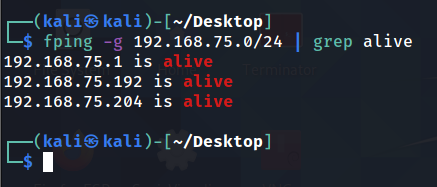 ┌──(kali㉿kali)-[~/Desktop]
└─$ fping -g 192.168.75.0/24 | grep alive
192.168.75.1 is alive
192.168.75.192 is alive
192.168.75.204 is alive
┌──(kali㉿kali)-[~/Desktop]
└─$